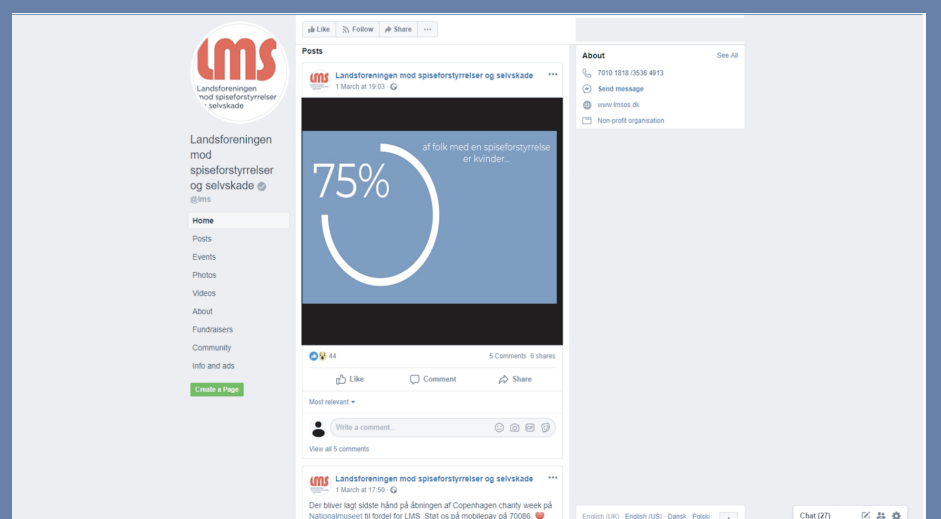 lms
Landsforeningen
mod spiseforstyrrelser
og selvskade
Landsforeningen
mod
spiseforstyrrelser
og selvskade
@lms
Home
Posts
Events
Photos
Videos
About
Fundraisers
Community
Info and ads
Create a Page
Like Follow Share ...
Posts
lms
Landsforeningen mod spiseforstyrrelser og selvskade
1 March at 19:03 ·
75%
af folk med en spiseforstyrrelse
er kvinder...
44
5 Comments 6 shares
Like Comment Share
Most relevant
Write a comment...
GIF
View all 5 comments
lms
Landsforeningen mod spiseforstyrrelser og selvskade
1 March at 17:50 ·
Der bliver lagt sidste hånd på åbningen af Copenhagen charity week på
Nationalmuseet til fordel for LMS. Støt os på mobilepay på 70086.
About See All
7010 1818 /3536 4913
Send message
www.lmsos.dk
Non-profit organisation
English (UK) · English (US) · Dansk · Polski
Chat (27)